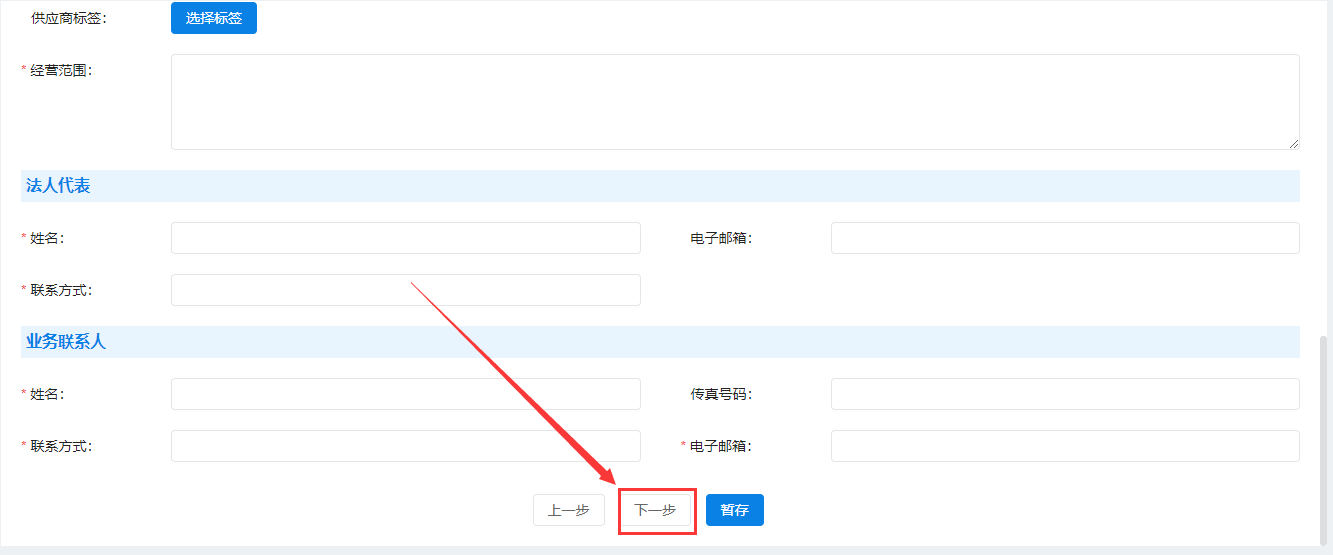 供应商标签： 选择标签
* 经营范围：
法人代表
* 姓名： 电子邮箱：
* 联系方式：
业务联系人
* 姓名： 传真号码：
* 联系方式： * 电子邮箱：
上一步 下一步 暂存